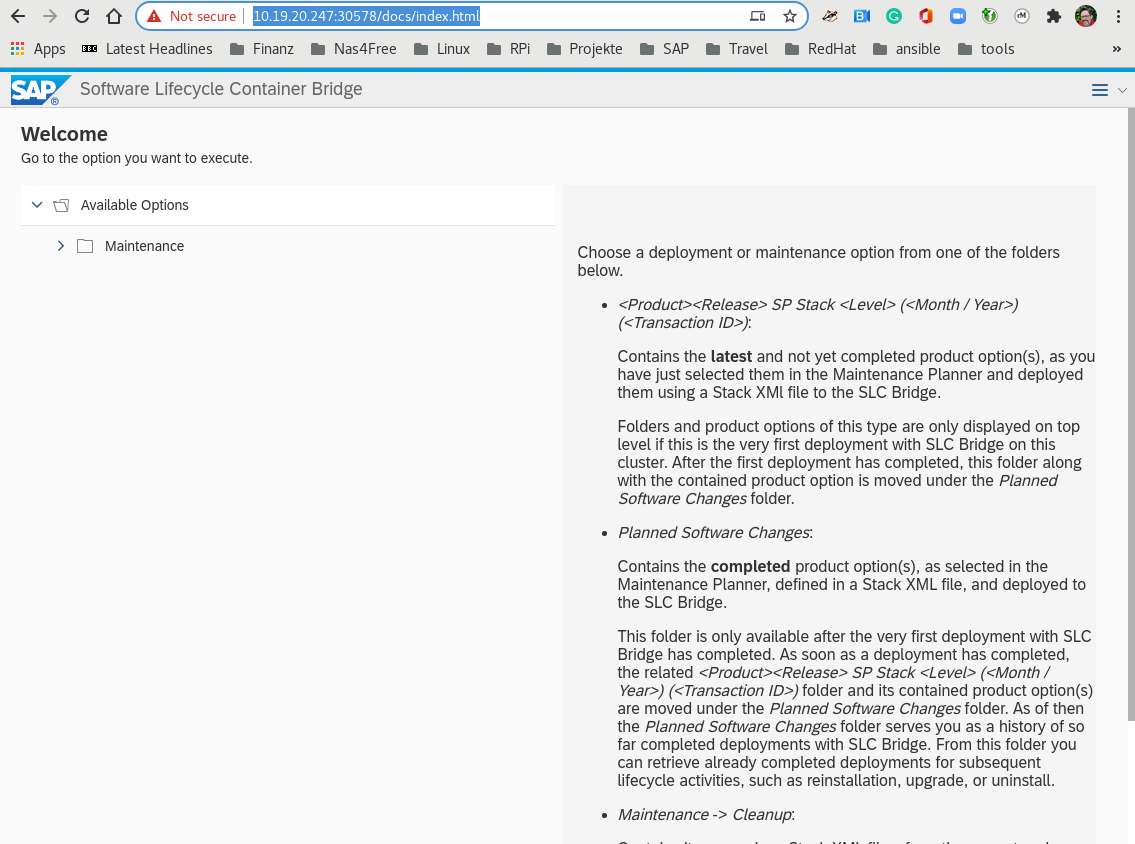 Not secure
10.19.20.247:30578/docs/index.html
Apps
BBC Latest Headlines
Finanz
Nas4Free
Linux
RPi
Projekte
SAP
Travel
RedHat
ansible
tools
»
SAP® Software Lifecycle Container Bridge
Welcome
Go to the option you want to execute.
Available Options
Maintenance
Choose a deployment or maintenance option from one of the folders
below.
• <Product><Release> SP Stack <Level> (<Month / Year>)
(<Transaction ID>):
Contains the latest and not yet completed product option(s), as you
have just selected them in the Maintenance Planner and deployed
them using a Stack XMl file to the SLC Bridge.
Folders and product options of this type are only displayed on top
level if this is the very first deployment with SLC Bridge on this
cluster. After the first deployment has completed, this folder along
with the contained product option is moved under the Planned
Software Changes folder.
• Planned Software Changes:
Contains the completed product option(s), as selected in the
Maintenance Planner, defined in a Stack XML file, and deployed to
the SLC Bridge.
This folder is only available after the very first deployment with SLC
Bridge has completed. As soon as a deployment has completed,
the related <Product><Release> SP Stack <Level> (<Month /
Year>) (<Transaction ID>) folder and its contained product option(s)
are moved under the Planned Software Changes folder. As of then
the Planned Software Changes folder serves you as a history of so
far completed deployments with SLC Bridge. From this folder you
can retrieve already completed deployments for subsequent
lifecycle activities, such as reinstallation, upgrade, or uninstall.
• Maintenance -> Cleanup: